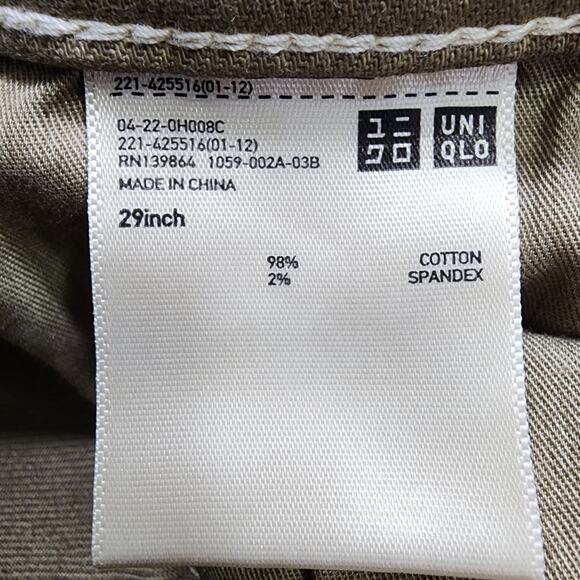 221-425516(01-12)
04-22-0H008C
221-425516(01-12)
RN139864 1059-002A-03B
MADE IN CHINA
ユニ
クロ
UNI
QLO
29inch
98% COTTON
2% SPANDEX